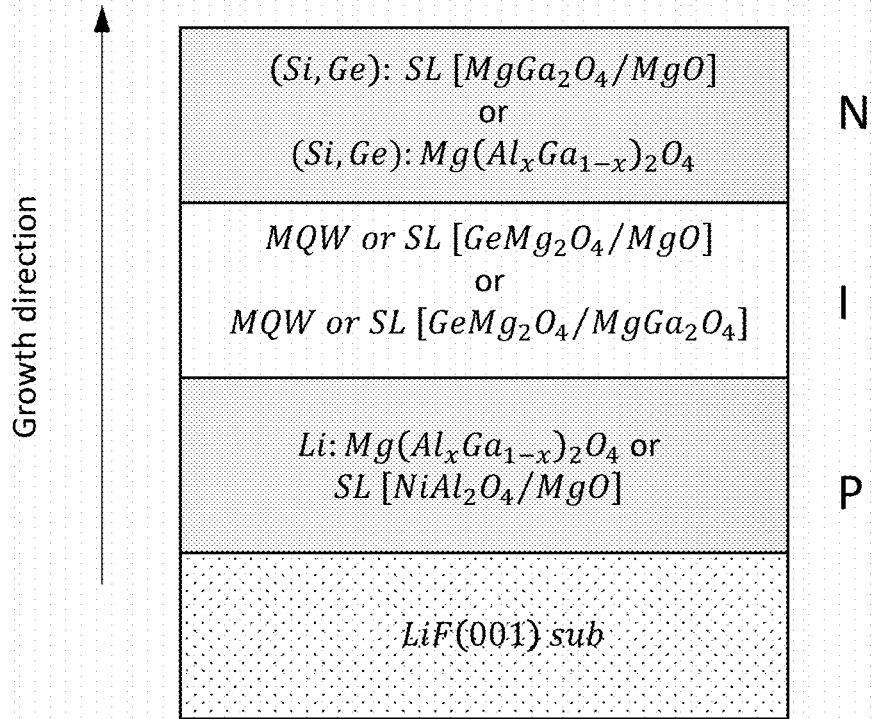 (Si, Ge): SL [MgGa₂O₄/MgO]
or
(Si, Ge): Mg(AlₓGa₁₋ₓ)₂O₄
N
MQW or SL [GeMg₂O₄/MgO]
or
MQW or SL [GeMg₂O₄/MgGa₂O₄]
I
Li: Mg(AlₓGa₁₋ₓ)₂O₄ or
SL [NiAl₂O₄/MgO]
P
LiF(001) sub
Growth direction